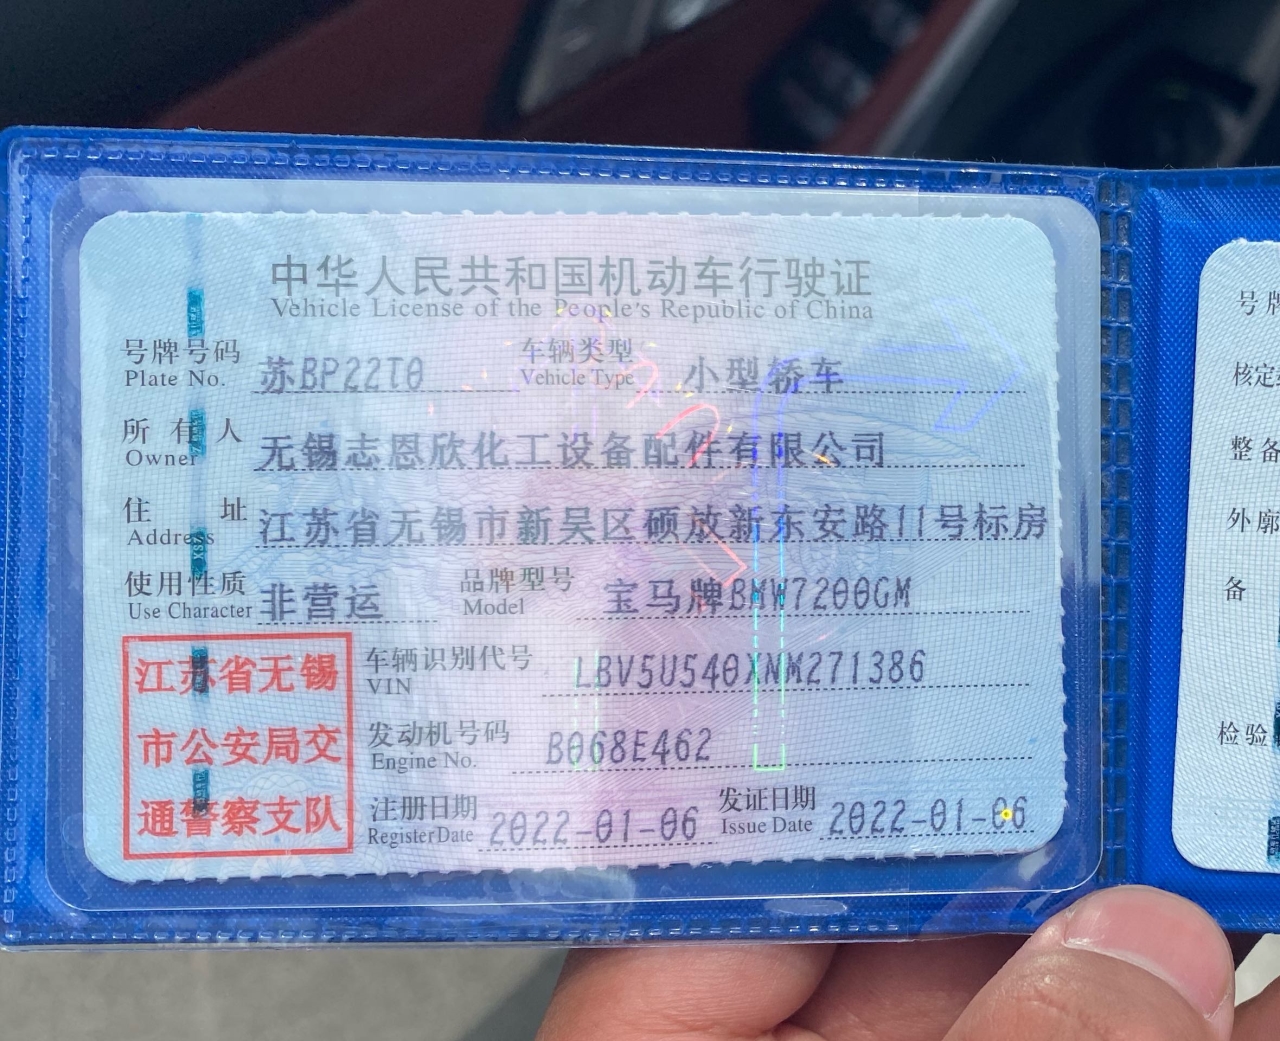 中华人民共和国机动车行驶证
Vehicle License of the People's Republic of China
号牌号码 苏BP22T0 车辆类型 小型轿车
Plate No. Vehicle Type
所有人 无锡志恩欣化工设备配件有限公司
Owner
住址 江苏省无锡市新吴区硕放新东安路11号标房
Address
使用性质 非营运 品牌型号 宝马牌BMW7200GM
Use Character Model
江苏省无锡
市公安局交
通警察支队
车辆识别代号 LBV5U540XNM271386
VIN
发动机号码 B068E462
Engine No.
注册日期 2022-01-06 发证日期 2022-01-06
Register Date Issue Date
号牌
核定
整备
外廓
备
检验